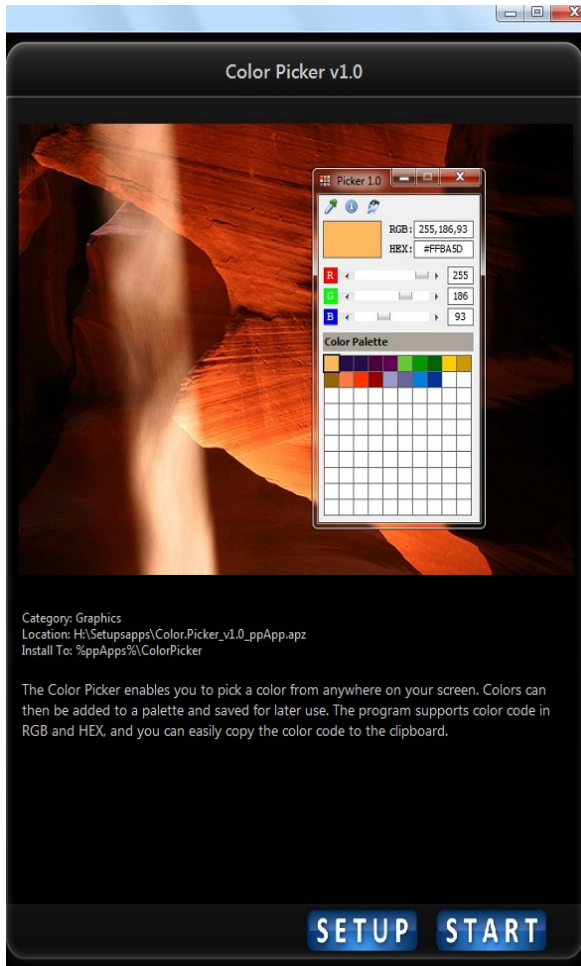 Color Picker v1.0
Picker 1.0
RGB: 255,186,93
HEX: #FFBA5D
R 255
G 186
B 93
Color Palette
Category: Graphics
Location: H:\Setupsapps\Color.Picker_v1.0_ppApp.apz
Install To: %ppApps%\ColorPicker
The Color Picker enables you to pick a color from anywhere on your screen. Colors can
then be added to a palette and saved for later use. The program supports color code in
RGB and HEX, and you can easily copy the color code to the clipboard.
SETUP START